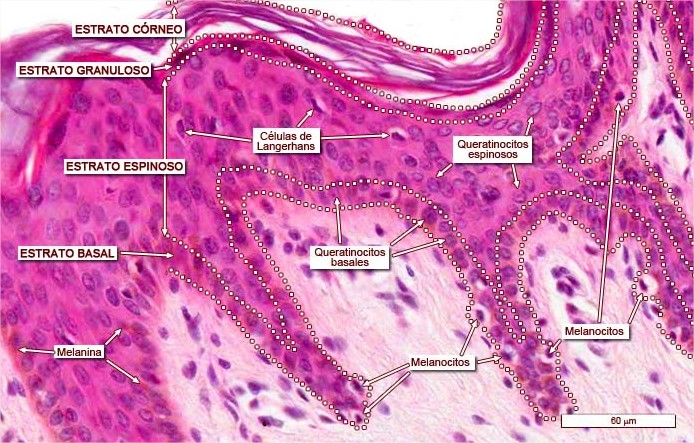 ESTRATO CÓRNEO
ESTRATO GRANULOSO
Células de
Langerhans
Queratinocitos
espinosos
ESTRATO ESPINOSO
ESTRATO BASAL
Queratinocitos
basales
Melanocitos
Melanina
Melanocitos
60 µm